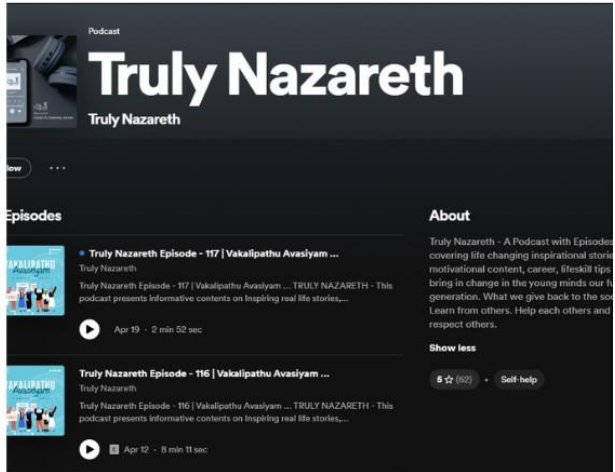 Podcast
Truly Nazareth
Truly Nazareth
Episodes
Truly Nazareth Episode - 117 | Vakalipathu Avasiyam ...
Truly Nazareth
Truly Nazareth Episode - 117 | Vakalipathu Avasiyam ... TRULY NAZARETH - This
podcast presents informative contents on Inspiring real life stories,...
Apr 19 · 2 min 52 sec
Truly Nazareth Episode - 116 | Vakalipathu Avasiyam ...
Truly Nazareth
Truly Nazareth Episode - 116 | Vakalipathu Avasiyam ... TRULY NAZARETH - This
podcast presents informative contents on Inspiring real life stories,...
E Apr 12 · 8 min 11 sec
About
Truly Nazareth - A Podcast with Episodes
covering life changing inspirational storie
motivational content, career, lifeskill tips
bring in change in the young minds our fu
generation. What we give back to the soc
Learn from others. Help each others and
respect others.
Show less
5 ☆ (62) • Self-help